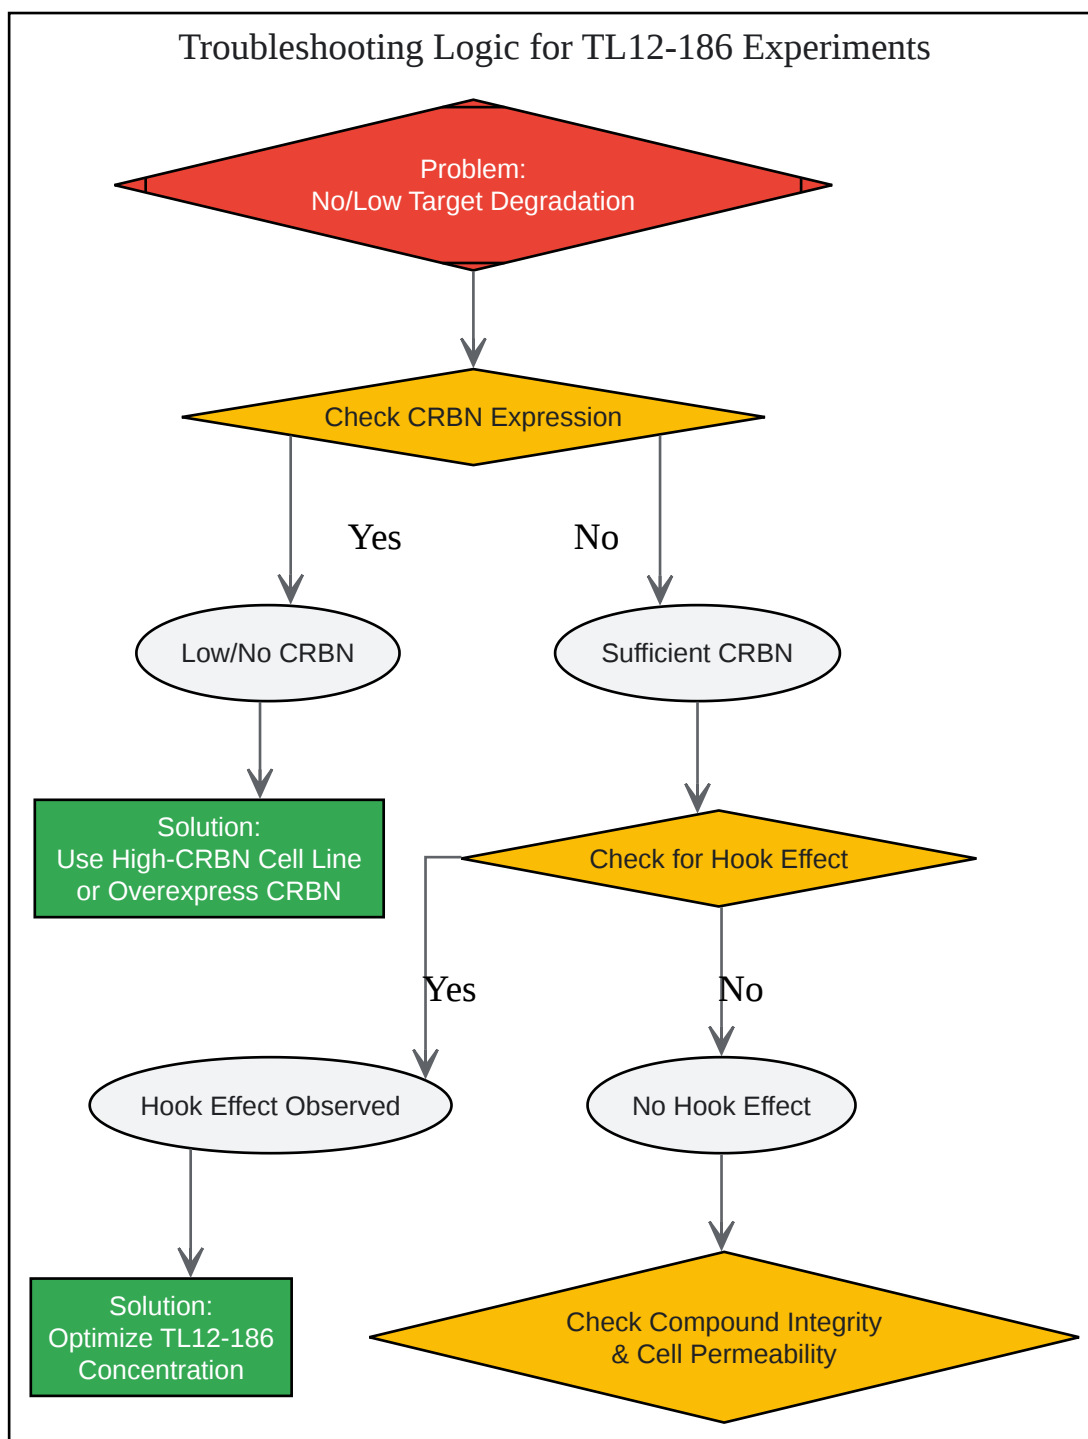 Troubleshooting Logic for TL12-186 Experiments
Problem:
No/Low Target Degradation
Check CRBN Expression
Yes
No
Low/No CRBN
Sufficient CRBN
Solution:
Use High-CRBN Cell Line
or Overexpress CRBN
Check for Hook Effect
Yes
No
Hook Effect Observed
No Hook Effect
Solution:
Optimize TL12-186
Concentration
Check Compound Integrity
& Cell Permeability